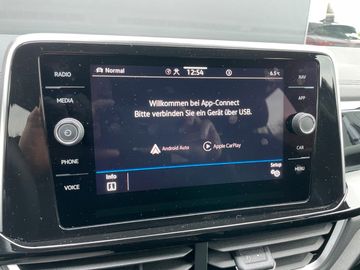 Normal 12:54 6.5°C
RADIO
NAV
MEDIA
APP
Willkommen bei App-Connect
Bitte verbinden Sie ein Gerät über USB.
PHONE
CAR
Android Auto Apple CarPlay
VOICE
MENU
Setup
Info